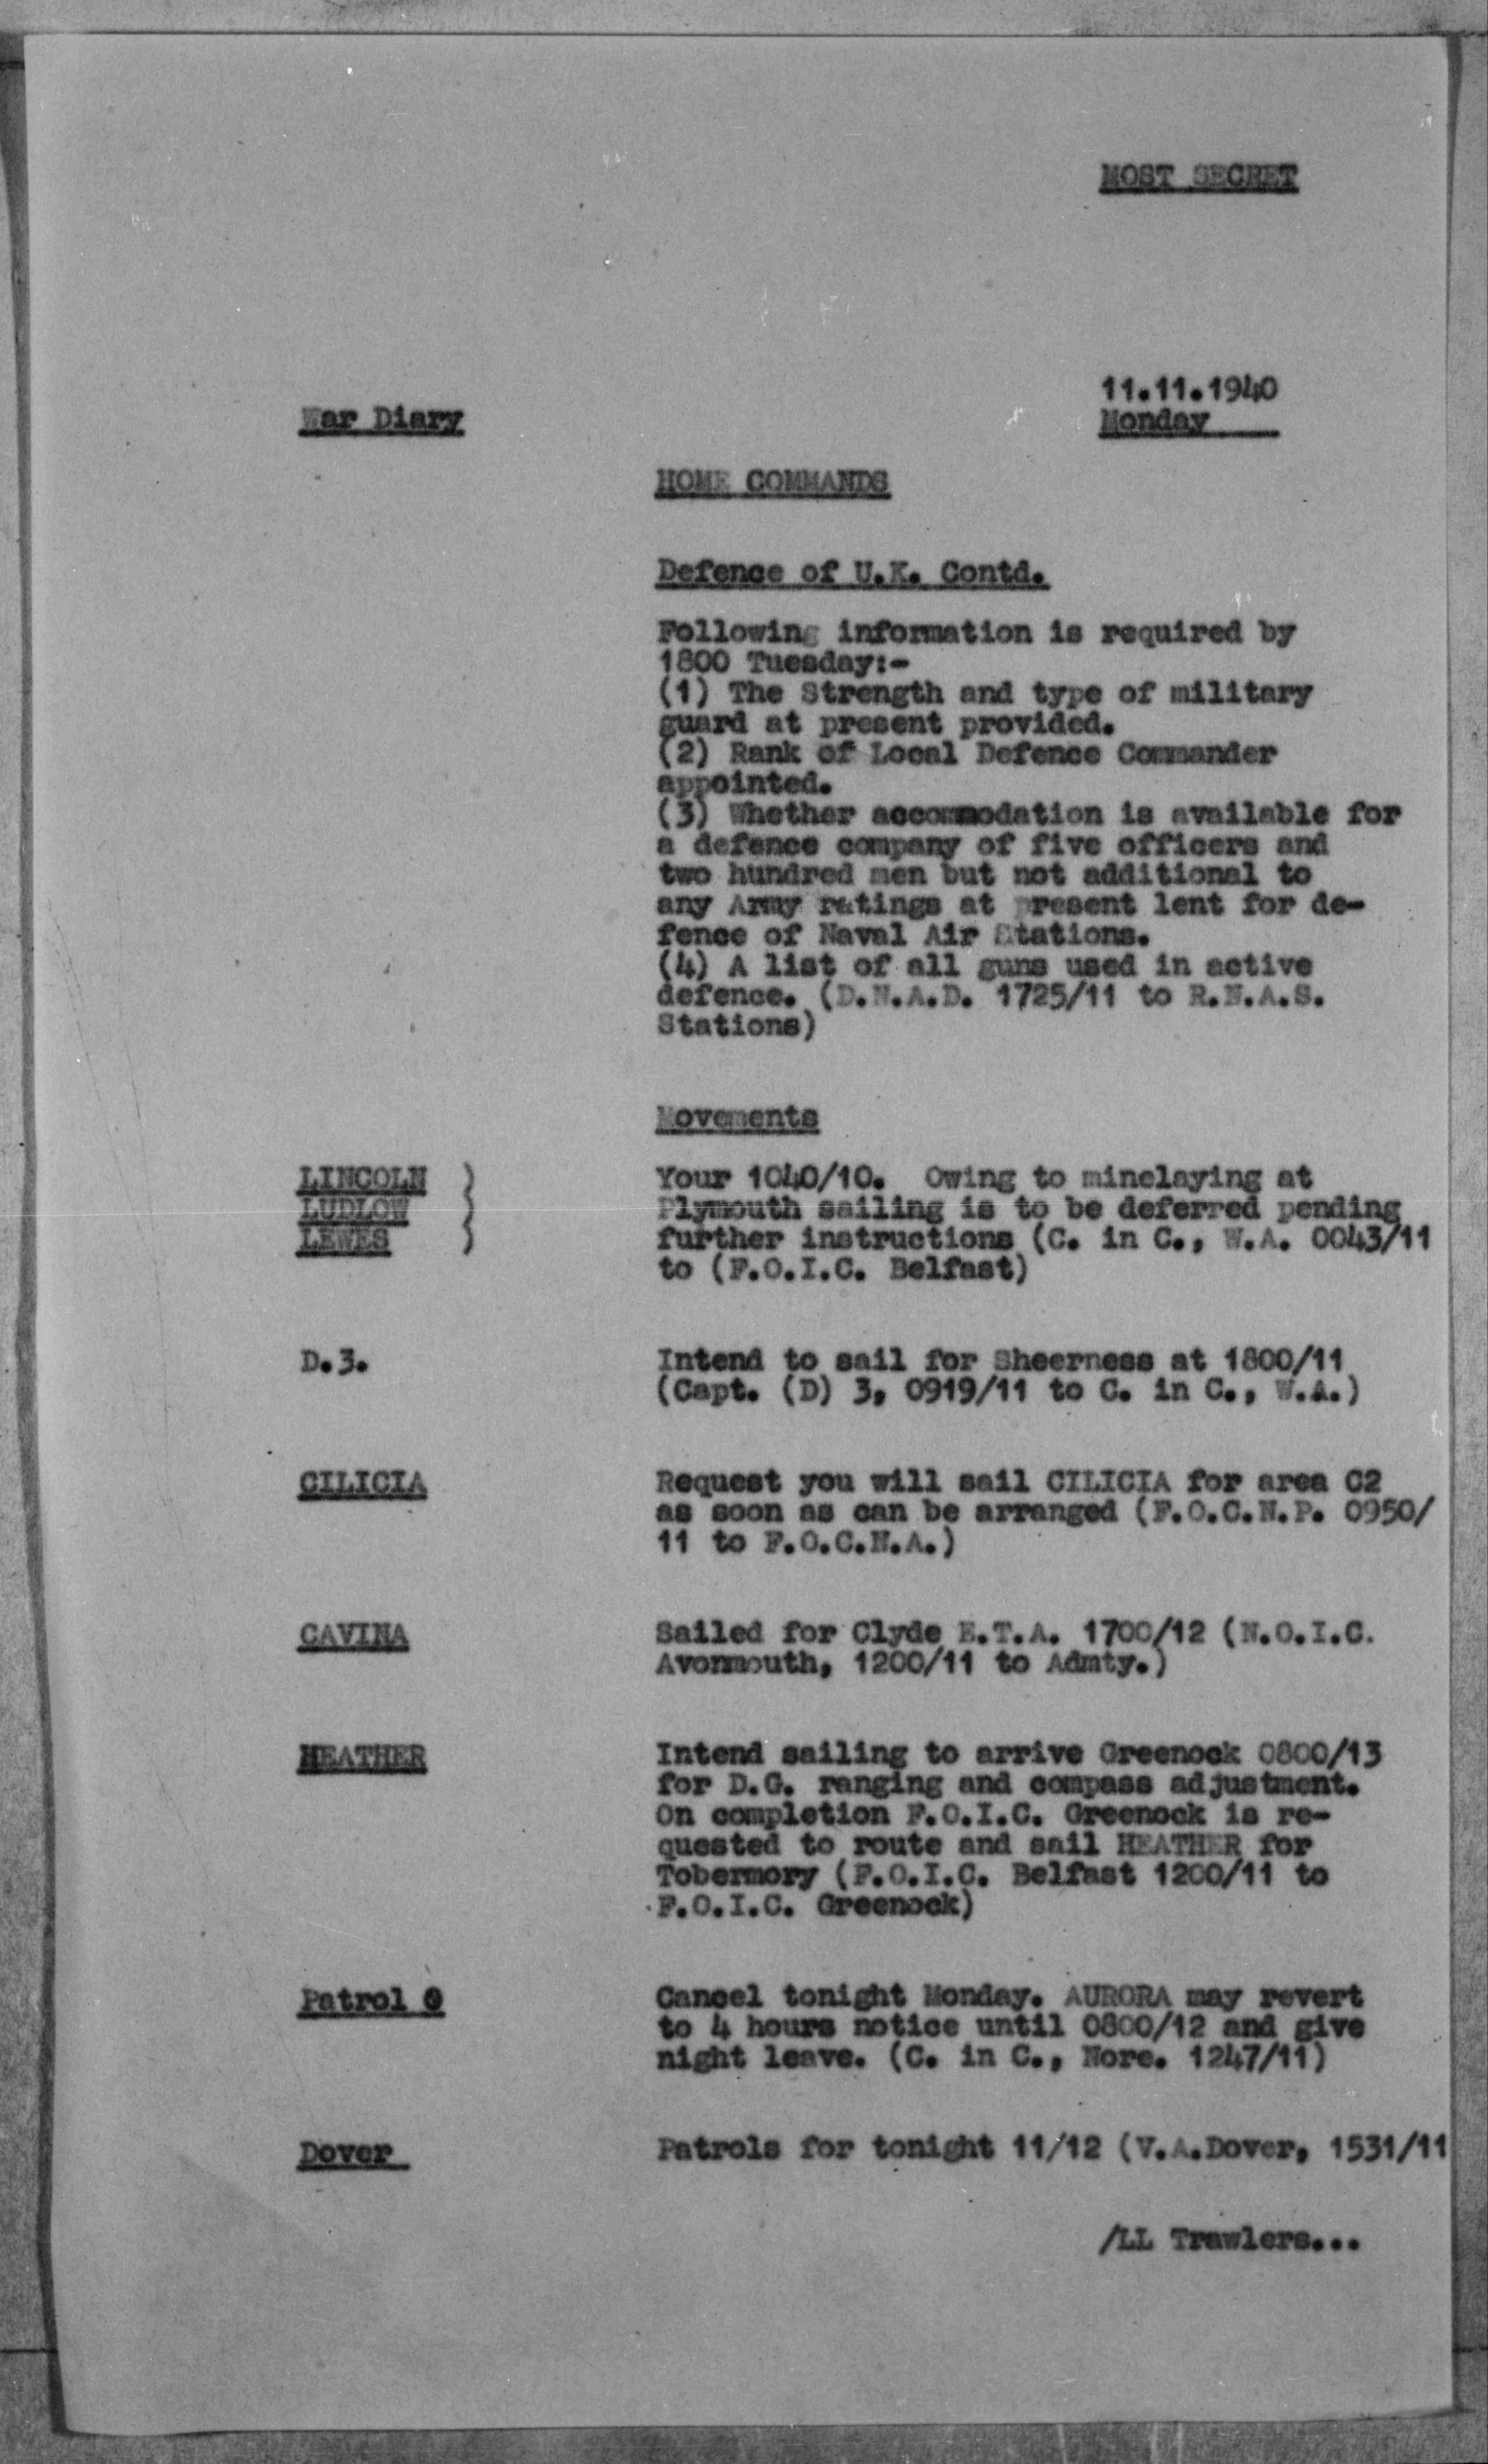 MOST SECRET
11.11.1940
War Diary
Monday
HOME COMMANDS
Defence of U.K. Contd.
Following information is required by
1800 Tuesday:-
(1) The Strength and type of military
guard at present provided.
(2) Rank of Local Defence Commander
appointed.
(3) Whether accommodation is available for
a defence company of five officers and
two hundred men but not additional to
any Army ratings at present lent for de-
fence of Naval Air Stations.
(4) A list of all guns used in active
defence. (D.N.A.D. 1725/11 to R.N.A.S.
Stations)
Movements
LINCOLN ) Your 1040/10. Owing to minelaying at
LUDLOW ) Plymouth sailing is to be deferred pending
LEWES ) further instructions (C. in C., W.A. 0043/11
to (F.O.I.C. Belfast)
D.3. Intend to sail for Sheerness at 1800/11
(Capt. (D) 3, 0919/11 to C. in C., W.A.)
CILICIA Request you will sail CILICIA for area C2
as soon as can be arranged (F.O.C.N.P. 0950/
11 to F.O.C.N.A.)
CAVINA Sailed for Clyde E.T.A. 1700/12 (N.O.I.C.
Avonmouth, 1200/11 to Admty.)
HEATHER Intend sailing to arrive Greenock 0800/13
for D.G. ranging and compass adjustment.
On completion F.O.I.C. Greenock is re-
quested to route and sail HEATHER for
Tobermory (F.O.I.C. Belfast 1200/11 to
F.O.I.C. Greenock)
Patrol Cancel tonight Monday. AURORA may revert
to 4 hours notice until 0800/12 and give
night leave. (C. in C., Nore. 1247/11)
Dover Patrols for tonight 11/12 (V.A.Dover, 1531/11
/LL Trawlers...